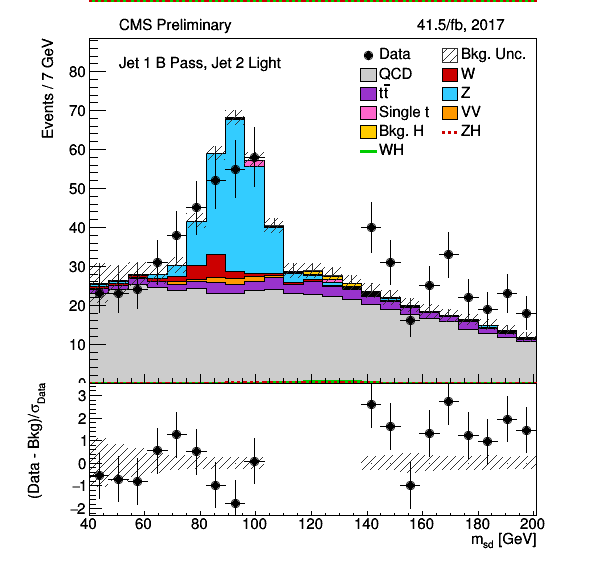 CMS Preliminary 41.5/fb, 2017
Jet 1 B Pass, Jet 2 Light
Data
Bkg. Unc.
QCD
W
tt̅
Z
Single t
VV
Bkg. H
ZH
WH
Events / 7 GeV
80
70
60
50
40
30
20
10
0
(Data - Bkg)/σData
3
2
1
0
−1
−2
40 60 80 100 120 140 160 180 200
msd [GeV]